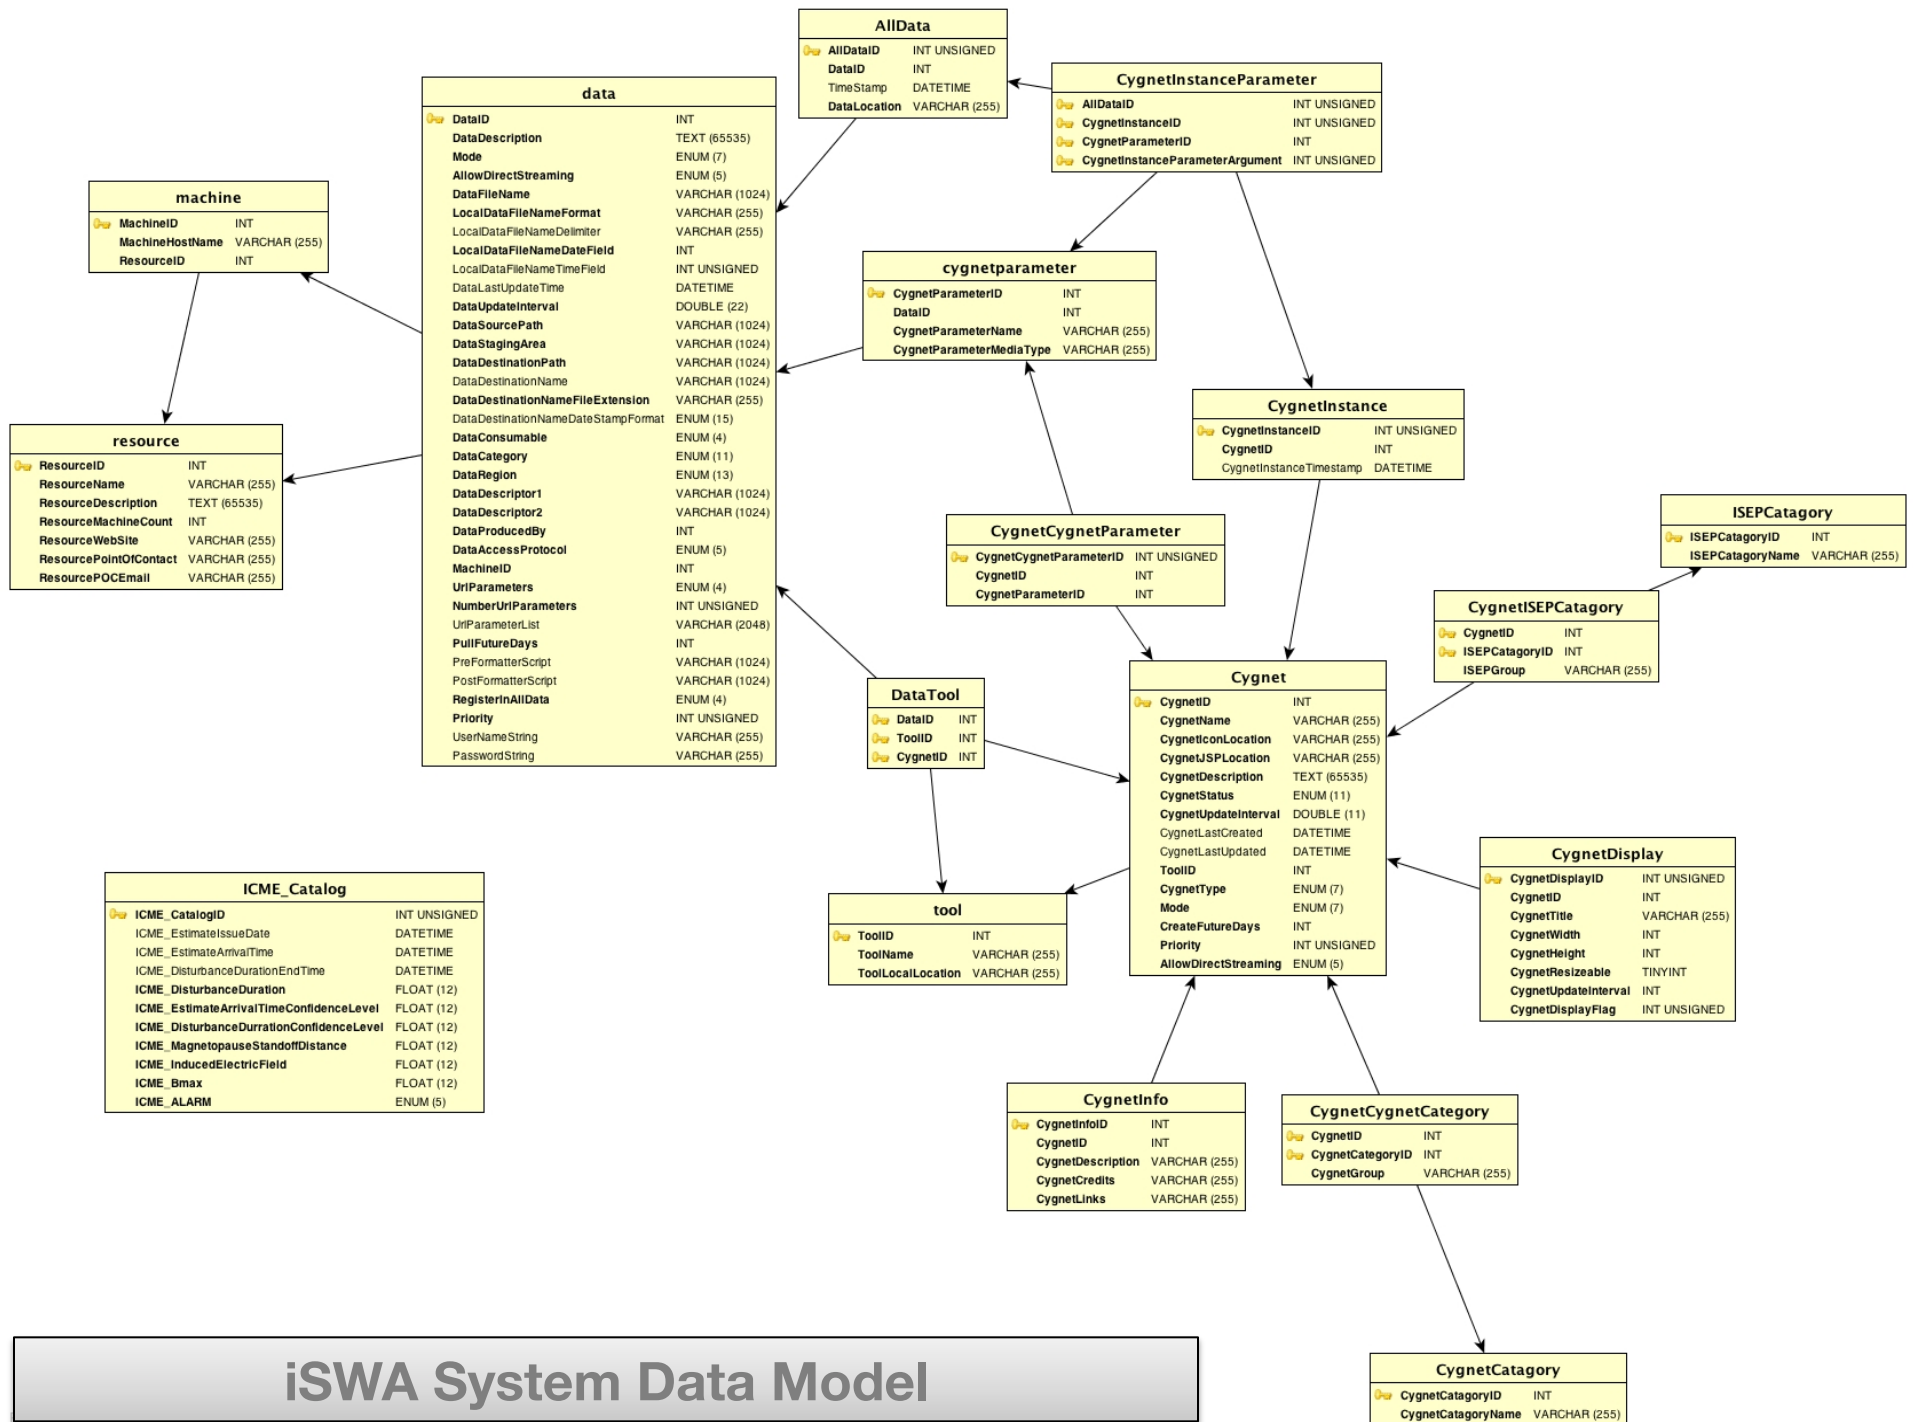 AllData
AllDataID INT UNSIGNED
DataID INT
TimeStamp DATETIME
DataLocation VARCHAR (255)
CygnetInstanceParameter
AllDataID INT UNSIGNED
CygnetInstanceID INT UNSIGNED
CygnetParameterID INT
CygnetInstanceParameterArgument INT UNSIGNED
data
DataID INT
DataDescription TEXT (65535)
Mode ENUM (7)
AllowDirectStreaming ENUM (5)
DataFileName VARCHAR (1024)
LocalDataFileNameFormat VARCHAR (255)
LocalDataFileNameDelimiter VARCHAR (255)
LocalDataFileNameDateField INT
LocalDataFileNameTimeField INT UNSIGNED
DataLastUpdateTime DATETIME
DataUpdateInterval DOUBLE (22)
DataSourcePath VARCHAR (1024)
DataStagingArea VARCHAR (1024)
DataDestinationPath VARCHAR (1024)
DataDestinationName VARCHAR (1024)
DataDestinationNameFileExtension VARCHAR (255)
DataDestinationNameDateStampFormat ENUM (15)
DataConsumable ENUM (4)
DataCategory ENUM (11)
DataRegion ENUM (13)
DataDescriptor1 VARCHAR (1024)
DataDescriptor2 VARCHAR (1024)
DataProducedBy INT
DataAccessProtocol ENUM (5)
MachineID INT
UrlParameters ENUM (4)
NumberUrlParameters INT UNSIGNED
UrlParameterList VARCHAR (2048)
PullFutureDays INT
PreFormatterScript VARCHAR (1024)
PostFormatterScript VARCHAR (1024)
RegisterInAllData ENUM (4)
Priority INT UNSIGNED
UserNameString VARCHAR (255)
PasswordString VARCHAR (255)
machine
MachineID INT
MachineHostName VARCHAR (255)
ResourceID INT
cygnetparameter
CygnetParameterID INT
DataID INT
CygnetParameterName VARCHAR (255)
CygnetParameterMediaType VARCHAR (255)
CygnetInstance
CygnetInstanceID INT UNSIGNED
CygnetID INT
CygnetInstanceTimestamp DATETIME
resource
ResourceID INT
ResourceName VARCHAR (255)
ResourceDescription TEXT (65535)
ResourceMachineCount INT
ResourceWebSite VARCHAR (255)
ResourcePointOfContact VARCHAR (255)
ResourcePOCEmail VARCHAR (255)
CygnetCygnetParameter
CygnetCygnetParameterID INT UNSIGNED
CygnetID INT
CygnetParameterID INT
ISEPCatagory
ISEPCatagoryID INT
ISEPCatagoryName VARCHAR (255)
CygnetISEPCatagory
CygnetID INT
ISEPCatagoryID INT
ISEPGroup VARCHAR (255)
DataTool
DataID INT
ToolID INT
CygnetID INT
Cygnet
CygnetID INT
CygnetName VARCHAR (255)
CygnetIconLocation VARCHAR (255)
CygnetJSPLocation VARCHAR (255)
CygnetDescription TEXT (65535)
CygnetStatus ENUM (11)
CygnetUpdateInterval DOUBLE (11)
CygnetLastCreated DATETIME
CygnetLastUpdated DATETIME
ToolID INT
CygnetType ENUM (7)
Mode ENUM (7)
CreateFutureDays INT
Priority INT UNSIGNED
AllowDirectStreaming ENUM (5)
CygnetDisplay
CygnetDisplayID INT UNSIGNED
CygnetID INT
CygnetTitle VARCHAR (255)
CygnetWidth INT
CygnetHeight INT
CygnetResizeable TINYINT
CygnetUpdateInterval INT
CygnetDisplayFlag INT UNSIGNED
ICME_Catalog
ICME_CatalogID INT UNSIGNED
ICME_EstimateIssueDate DATETIME
ICME_EstimateArrivalTime DATETIME
ICME_DisturbanceDurationEndTime DATETIME
ICME_DisturbanceDuration FLOAT (12)
ICME_EstimateArrivalTimeConfidenceLevel FLOAT (12)
ICME_DisturbanceDurrationConfidenceLevel FLOAT (12)
ICME_MagnetopauseStandoffDistance FLOAT (12)
ICME_InducedElectricField FLOAT (12)
ICME_Bmax FLOAT (12)
ICME_ALARM ENUM (5)
tool
ToolID INT
ToolName VARCHAR (255)
ToolLocalLocation VARCHAR (255)
CygnetInfo
CygnetInfoID INT
CygnetID INT
CygnetDescription VARCHAR (255)
CygnetCredits VARCHAR (255)
CygnetLinks VARCHAR (255)
CygnetCygnetCategory
CygnetID INT
CygnetCategoryID INT
CygnetGroup VARCHAR (255)
iSWA System Data Model
CygnetCatagory
CygnetCatagoryID INT
CygnetCatagoryName VARCHAR (255)